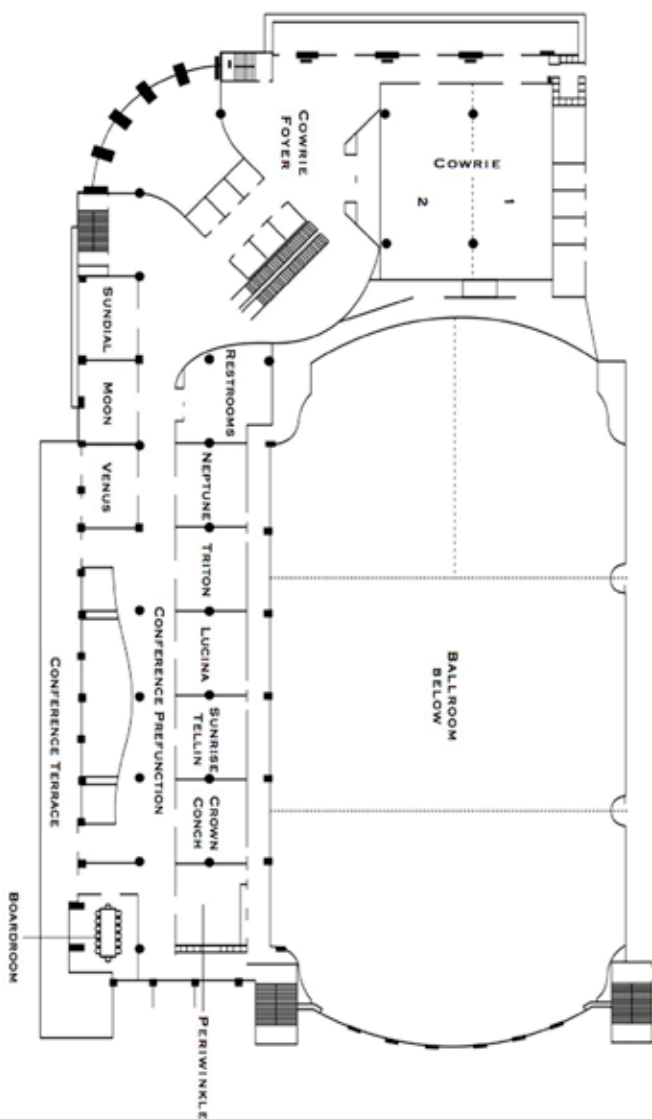 COWRIE
FOYER
COWRIE
1
2
SUNDIAL
MOON
VENUS
RESTROOMS
NEPTUNE
TRITON
LUCINA
SUNRISE
TELLIN
CROWN
CONCH
PERIWINKLE
BALLROOM
BELOW
CONFERENCE PREFUNCTION
CONFERENCE TERRACE
BOARDROOM